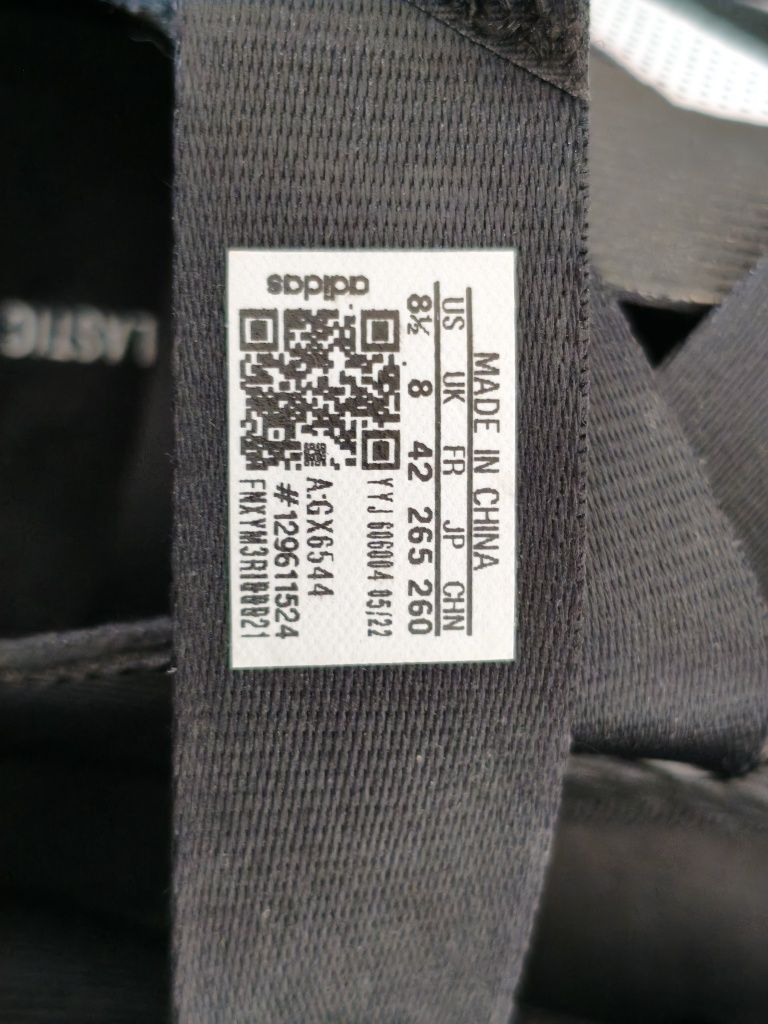 MADE IN CHINA
US UK FR JP CHN
8½ 8 42 265 260
YYJ 606004 05/22
A:GX6544
#129611524
adidas
LASTIC